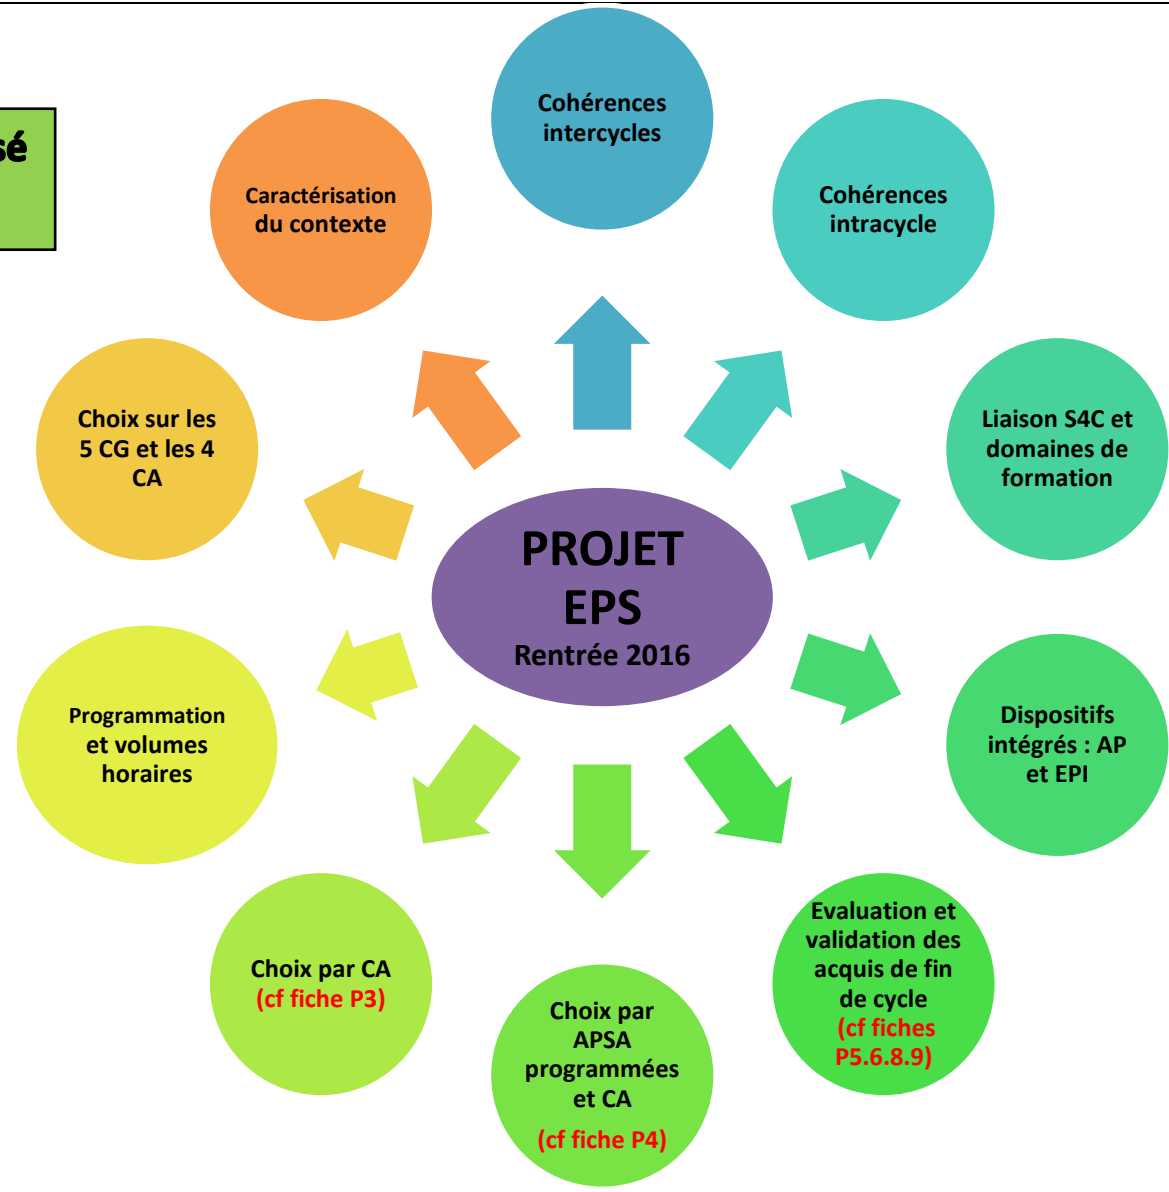 Cohérences
intercycles
sé
Caractérisation
du contexte
Cohérences
intracycle
Choix sur les
5 CG et les 4
CA
Liaison S4C et
domaines de
formation
PROJET
EPS
Rentrée 2016
Programmation
et volumes
horaires
Dispositifs
intégrés : AP
et EPI
Choix par CA
(cf fiche P3)
Choix par
APSA
programmées
et CA
(cf fiche P4)
Evaluation et
validation des
acquis de fin
de cycle
(cf fiches
P5.6.8.9)